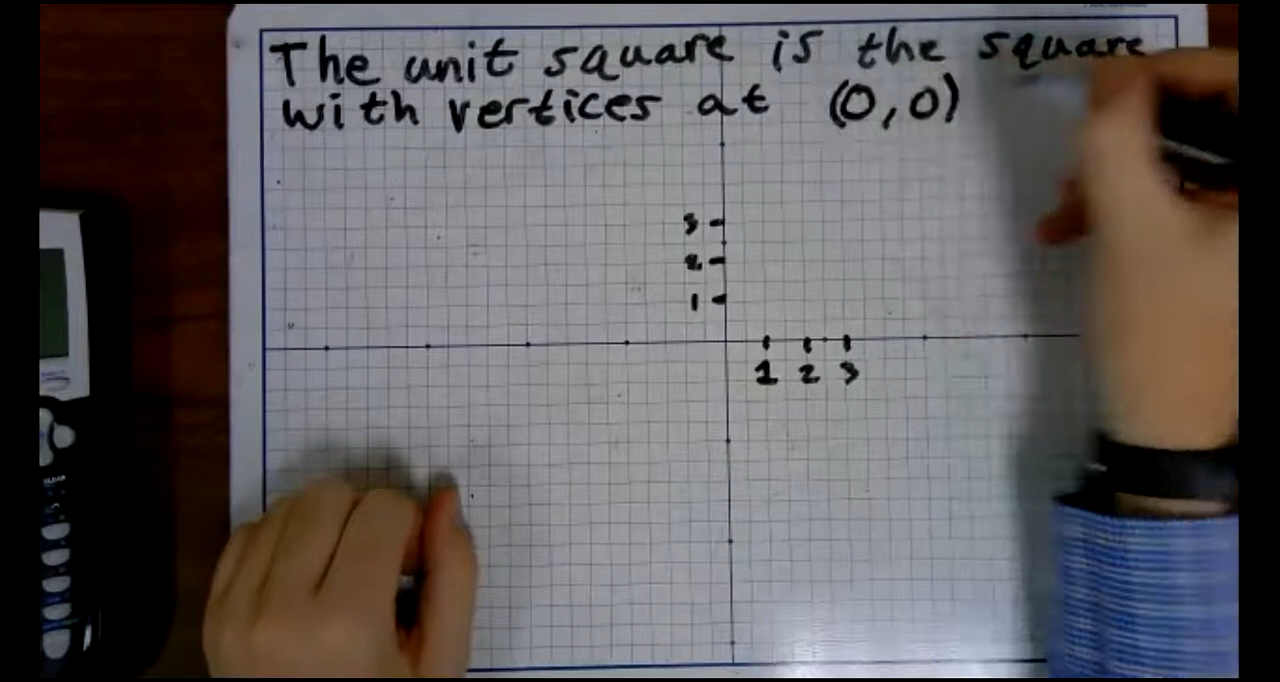 The unit square is the square
with vertices at (0,0)
3
2
1
1 2 3